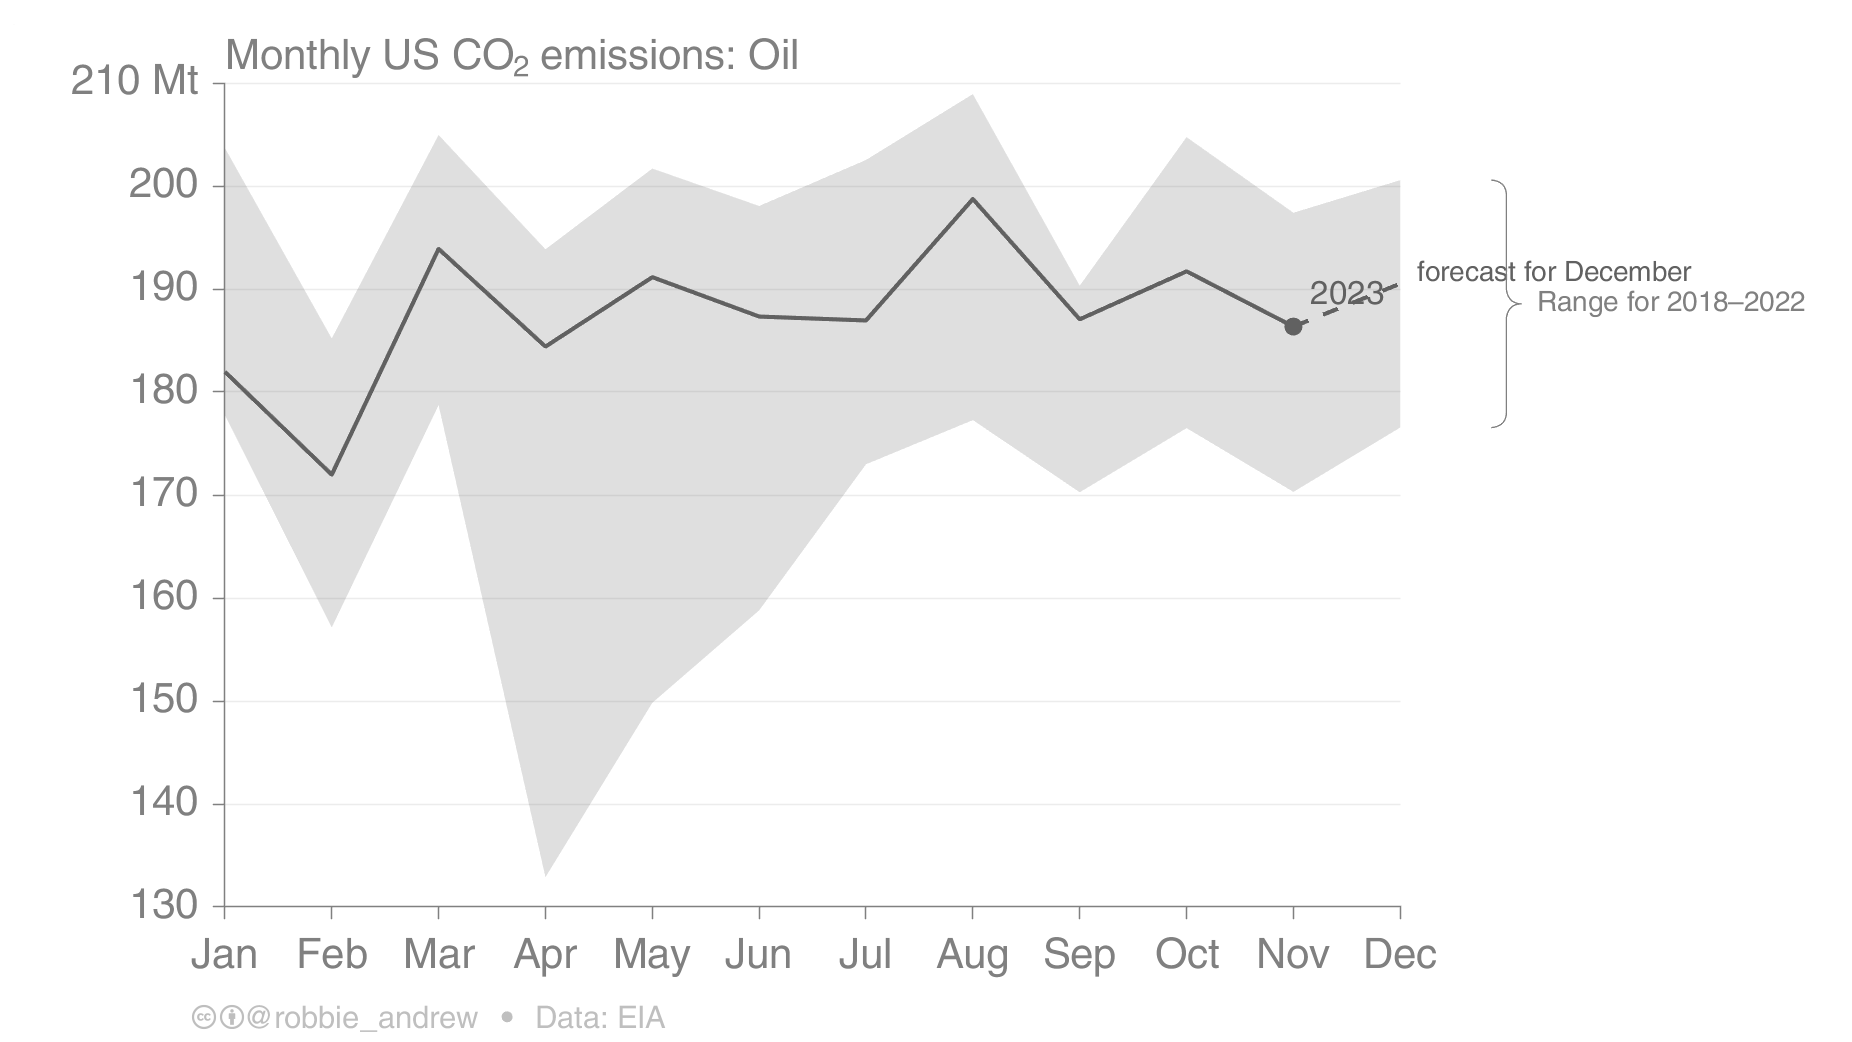 Monthly US CO₂ emissions: Oil
210 Mt
200
190
180
170
160
150
140
130
2023
forecast for December
Range for 2018–2022
Jan Feb Mar Apr May Jun Jul Aug Sep Oct Nov Dec
@robbie_andrew • Data: EIA